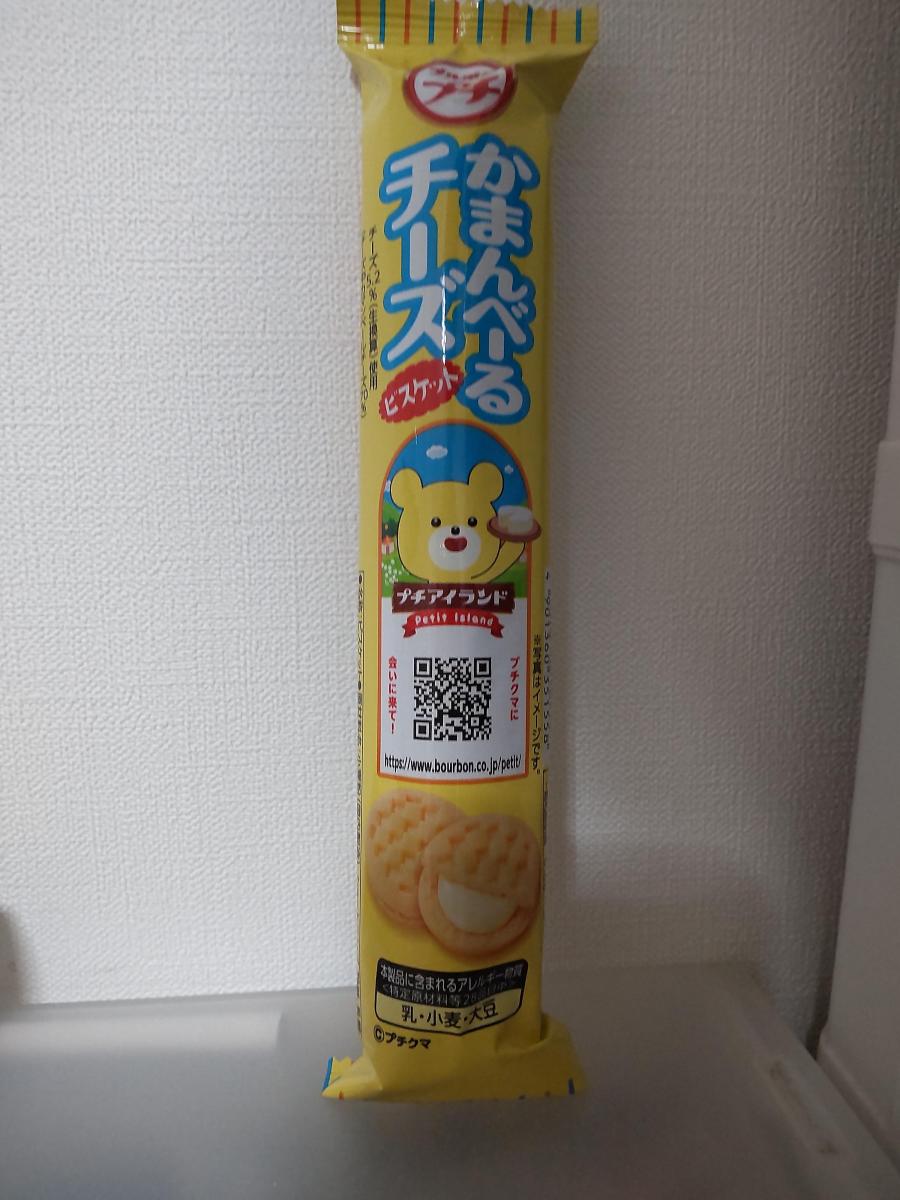 ブルボン
プチ
かまんべーる
チーズ
ビスケット
チーズ2.5%(生換算)使用
プチアイランド
Petit Island
プチクマに
会いに来て!
https://www.bourbon.co.jp/petit/
※写真はイメージです。
本製品に含まれるアレルギー物質
<特定原材料等28品目中>
乳・小麦・大豆
©プチクマ